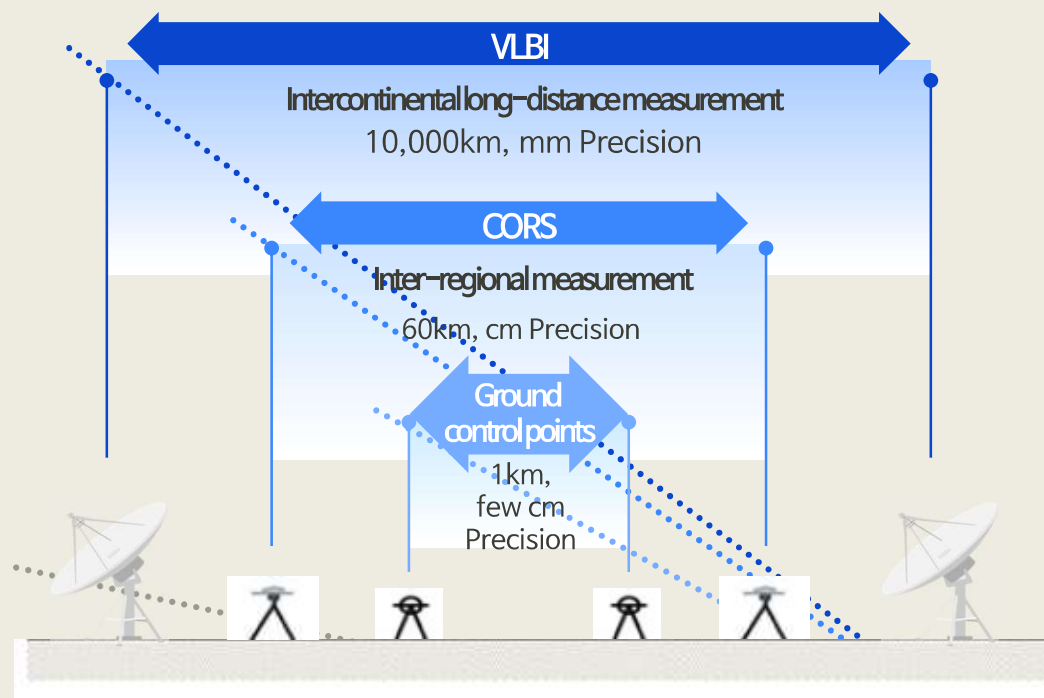 VLBI
Intercontinental long-distance measurement
10,000km, mm Precision
CORS
Inter-regional measurement
60km, cm Precision
Ground
control points
1km,
few cm
Precision